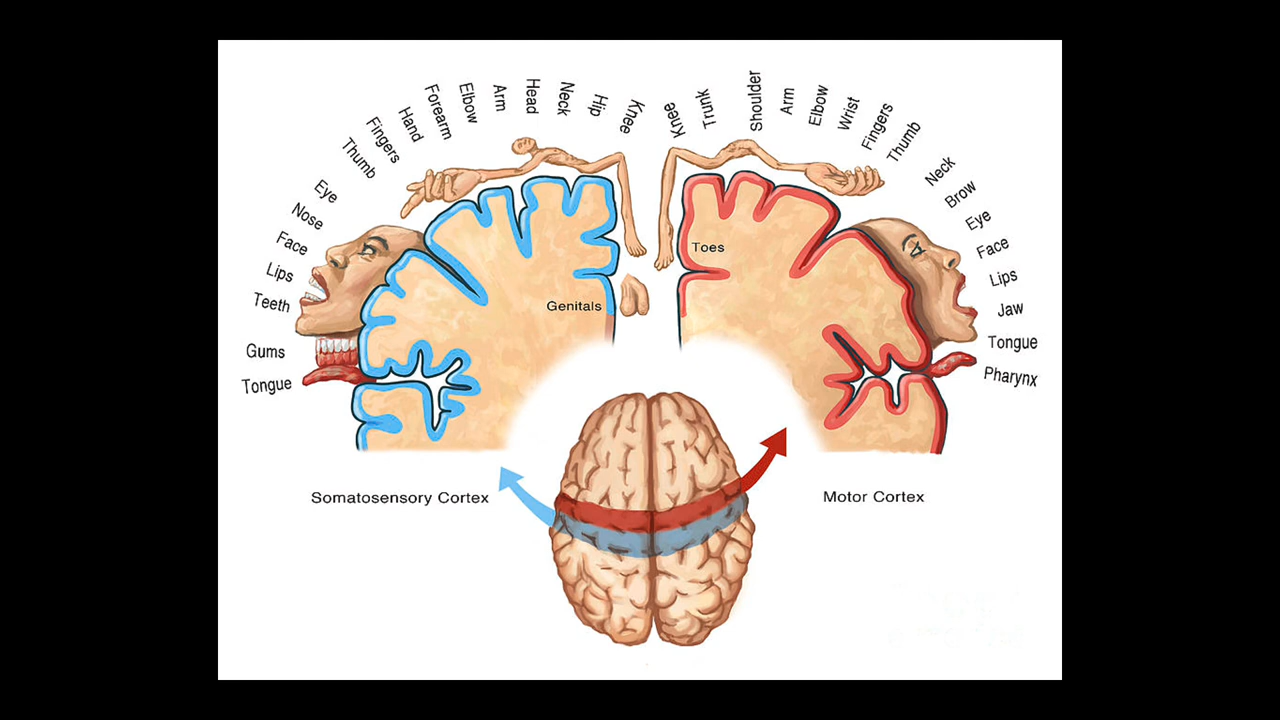 Tongue
Gums
Teeth
Lips
Face
Nose
Eye
Thumb
Fingers
Hand
Forearm
Elbow
Arm
Head
Neck
Hip
Knee
Knee
Trunk
Shoulder
Arm
Elbow
Wrist
Fingers
Thumb
Neck
Brow
Eye
Face
Lips
Jaw
Tongue
Pharynx
Genitals
Toes
Somatosensory Cortex
Motor Cortex